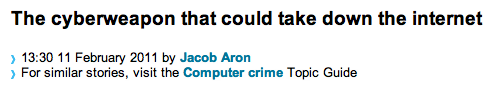 The cyberweapon that could take down the internet
13:30 11 February 2011 by Jacob Aron
For similar stories, visit the Computer crime Topic Guide